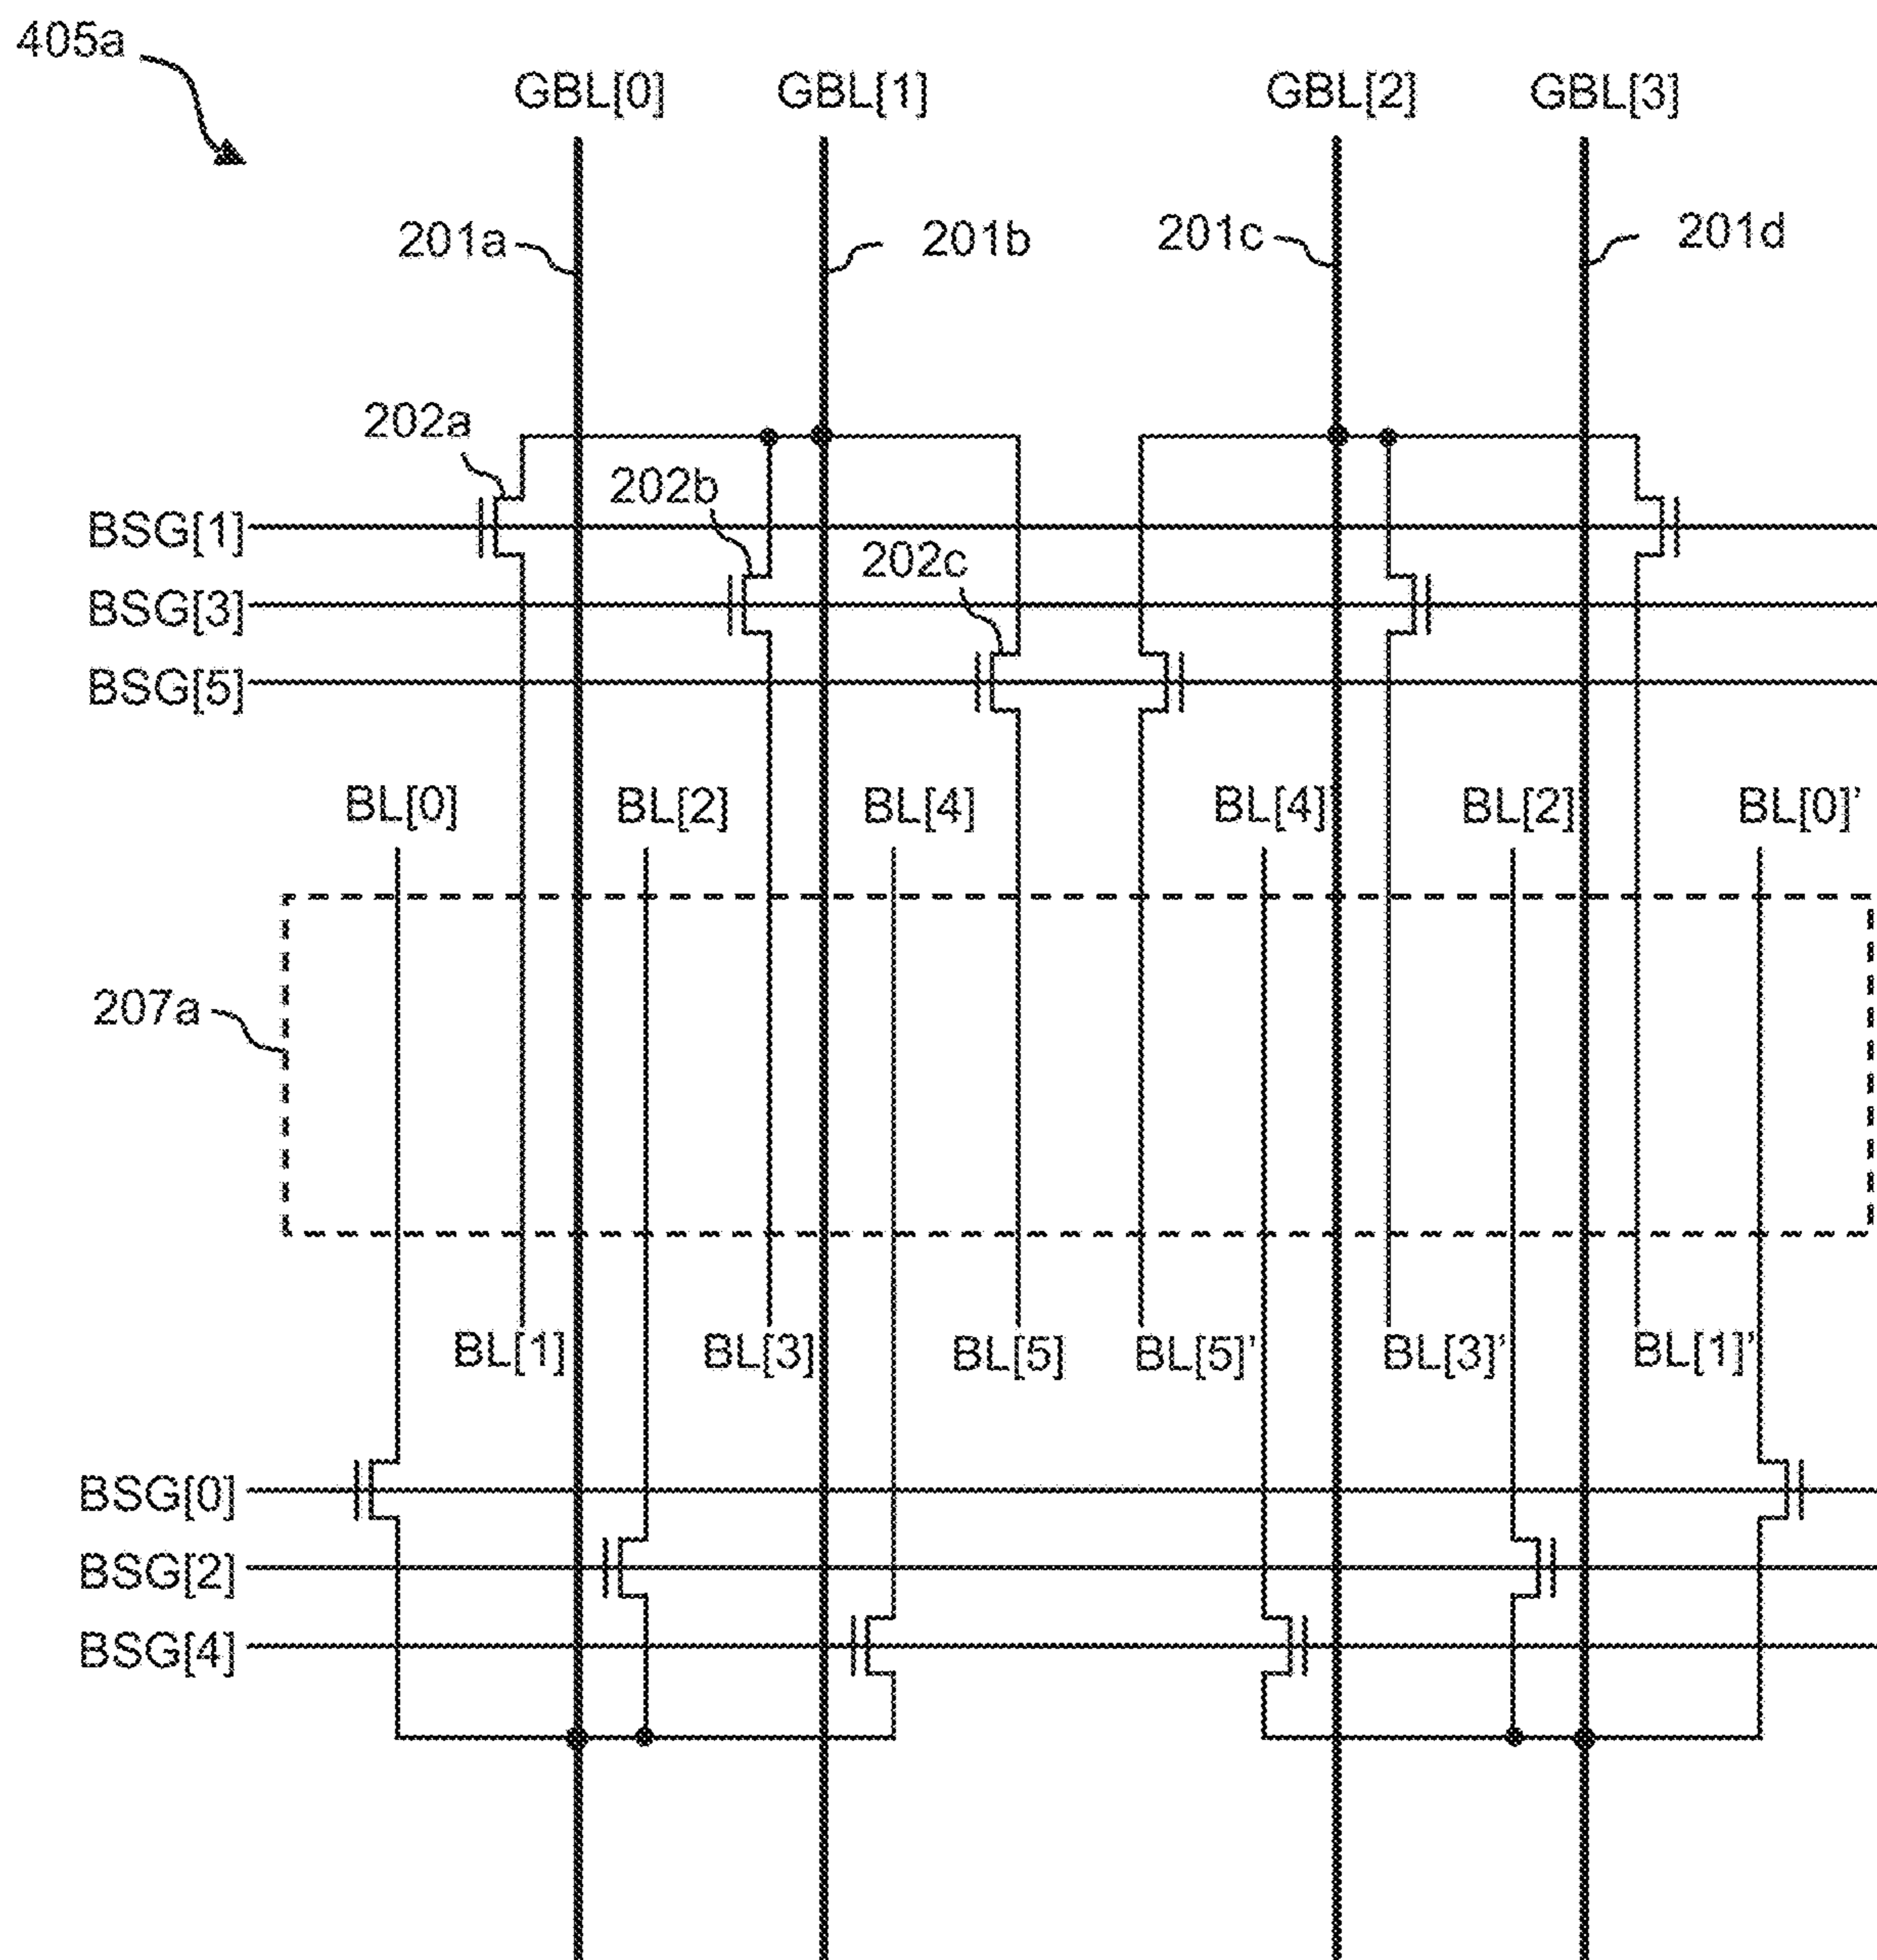 405a
GBL[0] GBL[1] GBL[2] GBL[3]
201a 201b 201c 201d
202a
202b
BSG[1]
202c
BSG[3]
BSG[5]
BL[0] BL[2] BL[4] BL[4]' BL[2] BL[0]'
207a
BL[1] BL[3] BL[5] BL[5]' BL[3]' BL[1]'
BSG[0]
BSG[2]
BSG[4]